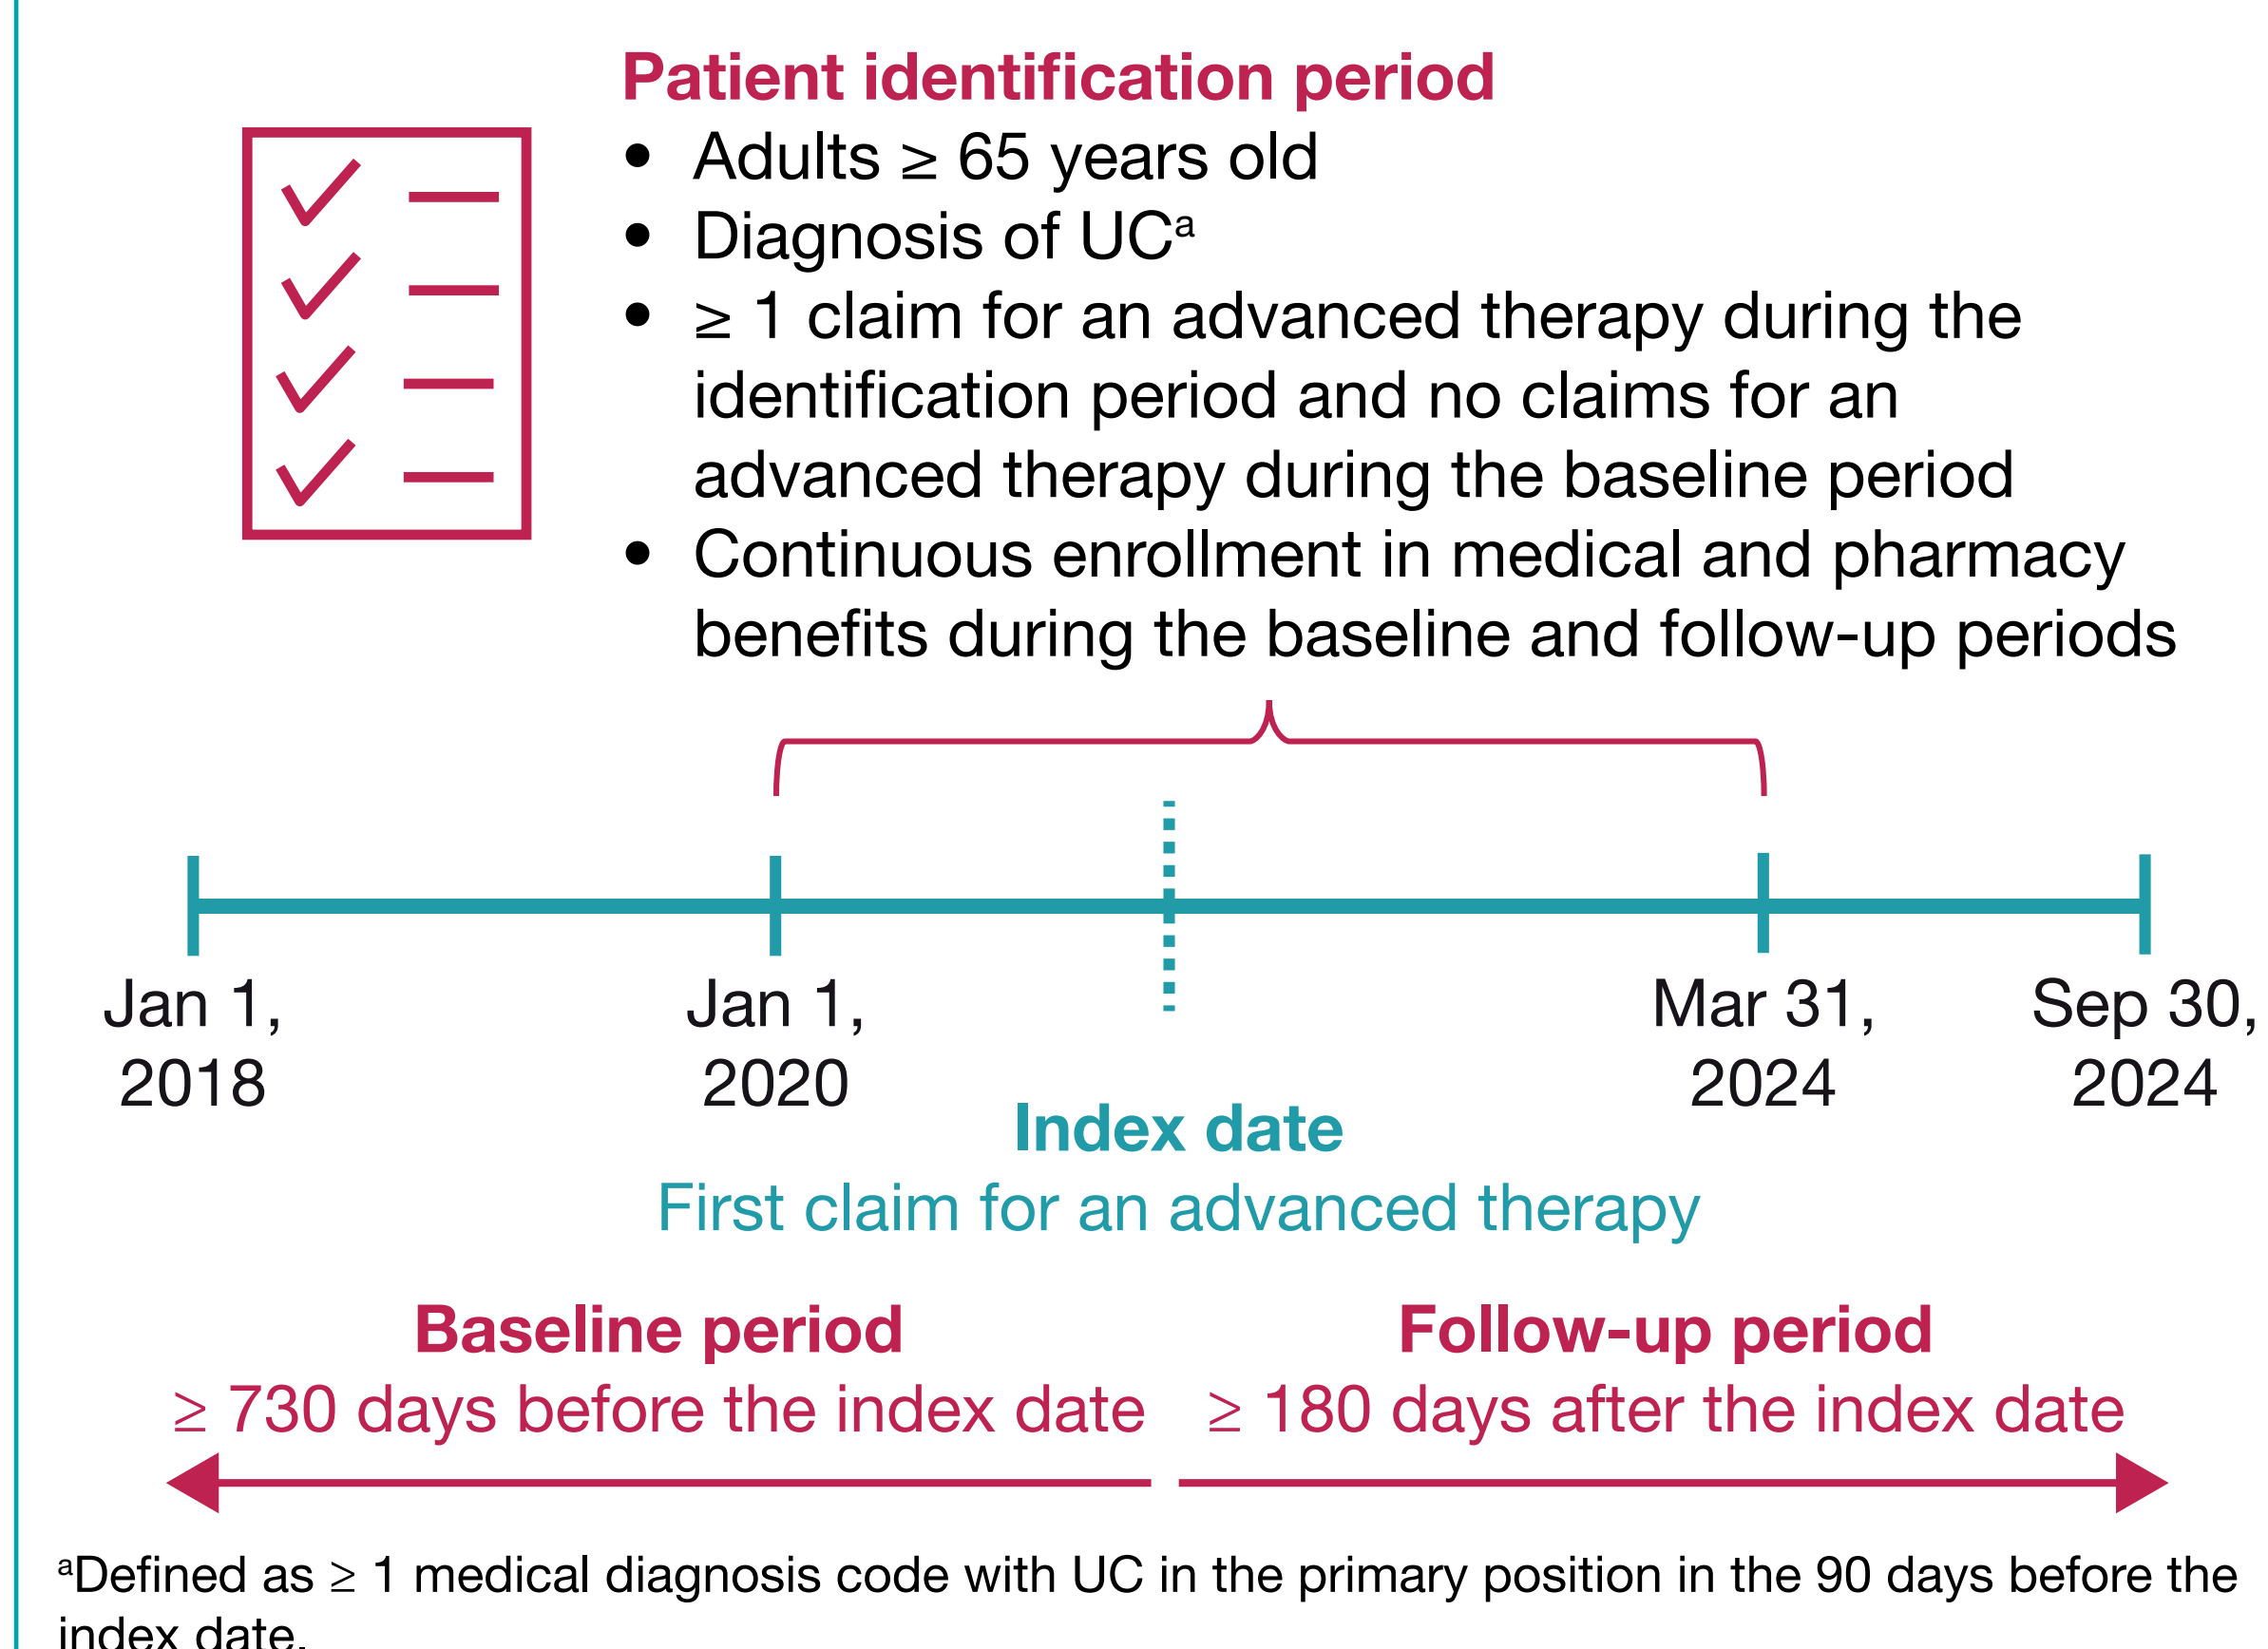 Patient identification period
• Adults ≥ 65 years old
• Diagnosis of UCᵃ
• ≥ 1 claim for an advanced therapy during the
identification period and no claims for an
advanced therapy during the baseline period
• Continuous enrollment in medical and pharmacy
benefits during the baseline and follow-up periods
Jan 1,
2018
Jan 1,
2020
Mar 31,
2024
Sep 30,
2024
Index date
First claim for an advanced therapy
Baseline period
≥ 730 days before the index date
Follow-up period
≥ 180 days after the index date
ᵃDefined as ≥ 1 medical diagnosis code with UC in the primary position in the 90 days before the
index date.